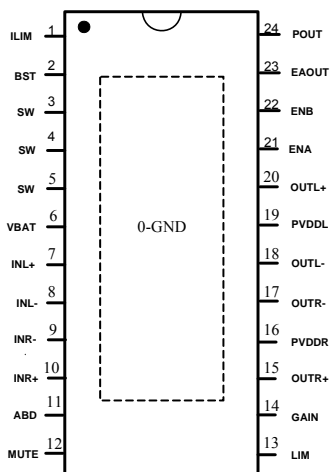 ILIM 1 24 POUT
BST 2 23 EAOUT
SW 3 22 ENB
SW 4 21 ENA
SW 5 20 OUTL+
VBAT 6 19 PVDDL
0-GND
INL+ 7 18 OUTL-
INL- 8 17 OUTR-
INR- 9 16 PVDDR
INR+ 10 15 OUTR+
ABD 11 14 GAIN
MUTE 12 13 LIM